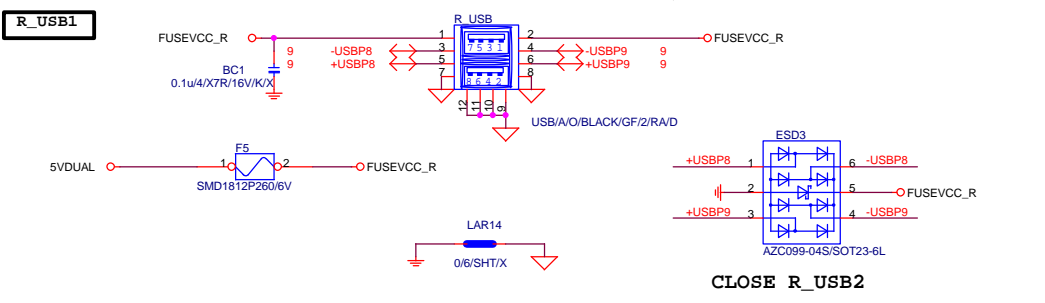 R_USB1
R_USB
FUSEVCC_R
1
2
FUSEVCC_R
9
-USBP8
3
4
-USBP9
9
9
+USBP8
5
6
+USBP9
9
7 5 3 1
BC1
7
8
0.1u/4/X7R/16V/K/X
8 6 4 2
12
11
10
9
USB/A/O/BLACK/GF/2/RA/D
ESD3
F5
5VDUAL
1
2
FUSEVCC_R
SMD1812P260/6V
+USBP8
1
6
-USBP8
2
5
FUSEVCC_R
+USBP9
3
4
-USBP9
AZC099-04S/SOT23-6L
LAR14
0/6/SHT/X
CLOSE R_USB2